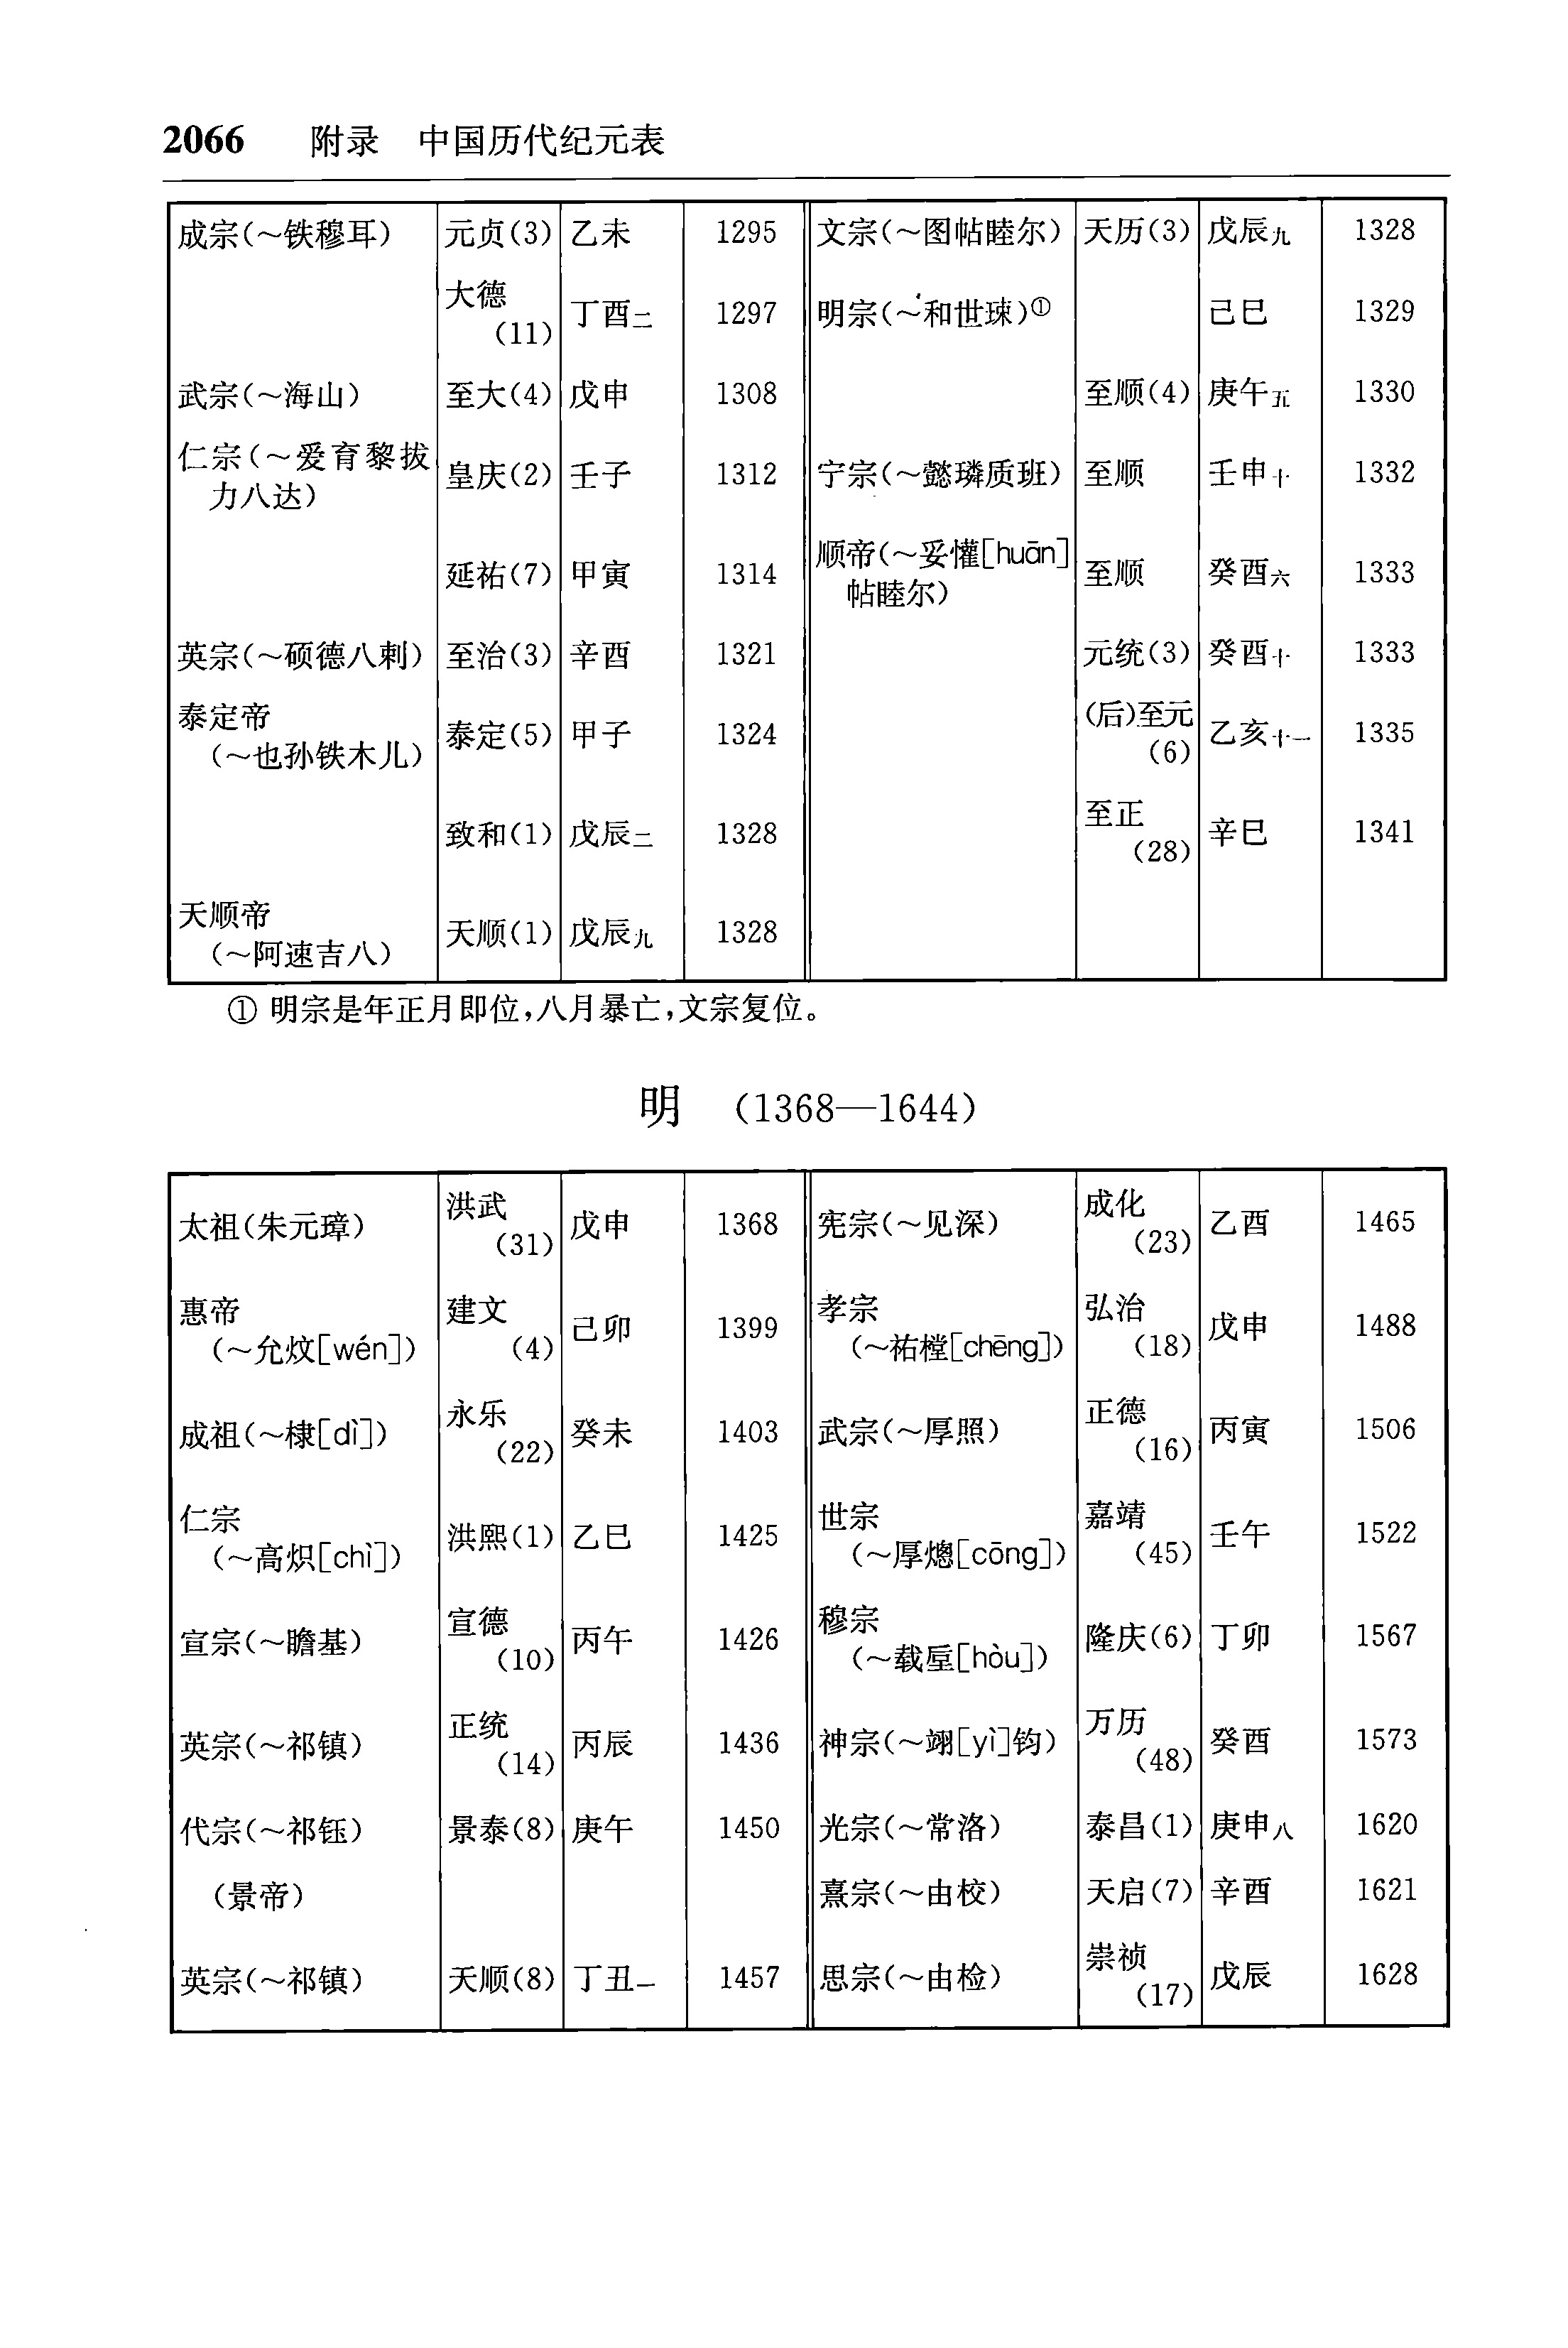 2066 附录 中国历代纪元表
成宗(～铁穆耳) 元贞(3) 乙未 1295
大德
(11) 丁酉二 1297
武宗(～海山) 至大(4) 戊申 1308
仁宗(～爱育黎拔
力八达) 皇庆(2) 壬子 1312
延祐(7) 甲寅 1314
英宗(～硕德八剌) 至治(3) 辛酉 1321
泰定帝
(～也孙铁木儿) 泰定(5) 甲子 1324
致和(1) 戊辰二 1328
天顺帝
(～阿速吉八) 天顺(1) 戊辰九 1328
文宗(～图帖睦尔) 天历(3) 戊辰九 1328
明宗(～和世㻋)① 己巳 1329
至顺(4) 庚午五 1330
宁宗(～懿璘质班) 至顺 壬申十 1332
顺帝(～妥懽[huān]
帖睦尔) 至顺 癸酉六 1333
元统(3) 癸酉十 1333
(后)至元
(6) 乙亥十一 1335
至正
(28) 辛巳 1341
① 明宗是年正月即位,八月暴亡,文宗复位。
明 (1368—1644)
太祖(朱元璋) 洪武
(31) 戊申 1368
惠帝
(～允炆[wén]) 建文
(4) 己卯 1399
成祖(～棣[dì]) 永乐
(22) 癸未 1403
仁宗
(～高炽[chì]) 洪熙(1) 乙巳 1425
宣宗(～瞻基) 宣德
(10) 丙午 1426
英宗(～祁镇) 正统
(14) 丙辰 1436
代宗(～祁钰) 景泰(8) 庚午 1450
(景帝)
英宗(～祁镇) 天顺(8) 丁丑一 1457
宪宗(～见深) 成化
(23) 乙酉 1465
孝宗
(～祐樘[chēng]) 弘治
(18) 戊申 1488
武宗(～厚照) 正德
(16) 丙寅 1506
世宗
(～厚熜[cōng]) 嘉靖
(45) 壬午 1522
穆宗
(～载垕[hòu]) 隆庆(6) 丁卯 1567
神宗(～翊[yì]钧) 万历
(48) 癸酉 1573
光宗(～常洛) 泰昌(1) 庚申八 1620
熹宗(～由校) 天启(7) 辛酉 1621
思宗(～由检) 崇祯
(17) 戊辰 1628